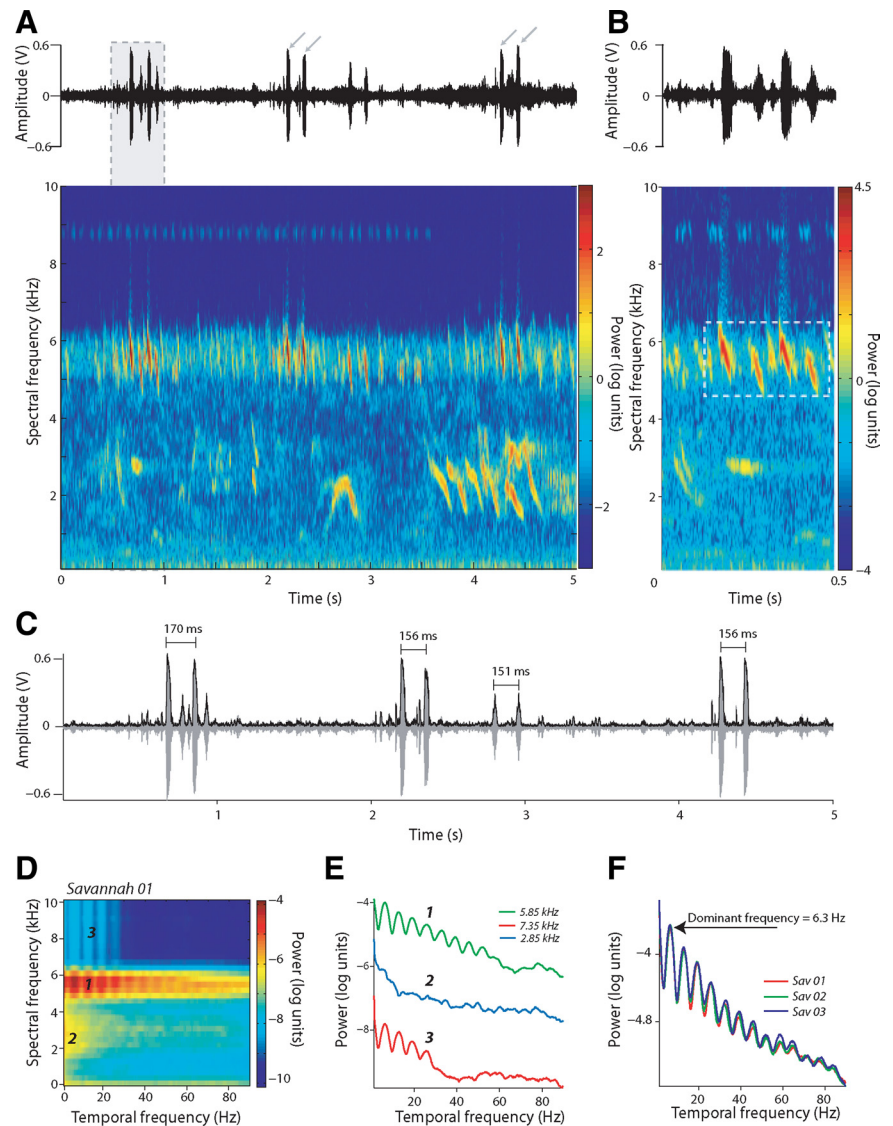 A
B
Amplitude (V)
0.6
0
−0.6
Amplitude (V)
0.6
0
−0.6
Spectral frequency (kHz)
10
8
6
4
2
0
0
1
2
3
4
5
Time (s)
2
0
−2
Power (log units)
Spectral frequency (kHz)
10
8
6
4
2
0
0.5
Time (s)
4.5
0
−4
Power (log units)
C
170 ms
156 ms
151 ms
156 ms
Amplitude (V)
0.6
0
−0.6
1
2
3
4
5
Time (s)
D
Savannah 01
Spectral frequency (kHz)
10
8
6
4
2
0
3
1
2
0
20
40
60
80
Temporal frequency (Hz)
−4
−6
−8
−10
Power (log units)
E
Power (log units)
−4
−6
−8
1
2
3
5.85 kHz
7.35 kHz
2.85 kHz
20
40
60
80
Temporal frequency (Hz)
F
Power (log units)
−4
−4.8
Dominant frequency = 6.3 Hz
Sav 01
Sav 02
Sav 03
20
40
60
80
Temporal frequency (Hz)